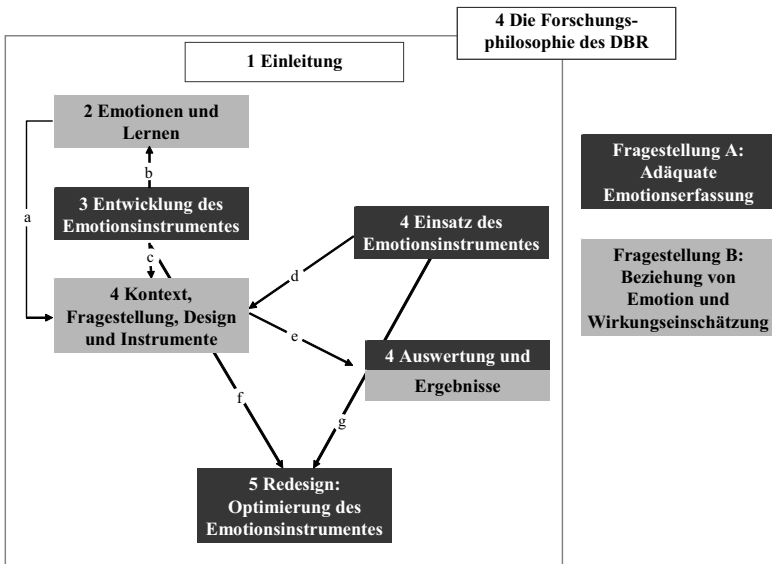 4 Die Forschungs-
philosophie des DBR
1 Einleitung
2 Emotionen und
Lernen
b
3 Entwicklung des
Emotionsinstrumentes
a
c
4 Einsatz des
Emotionsinstrumentes
d
4 Kontext,
Fragestellung, Design
und Instrumente
e
4 Auswertung und
Ergebnisse
f
g
5 Redesign:
Optimierung des
Emotionsinstrumentes
Fragestellung A:
Adäquate
Emotionserfassung
Fragestellung B:
Beziehung von
Emotion und
Wirkungseinschätzung